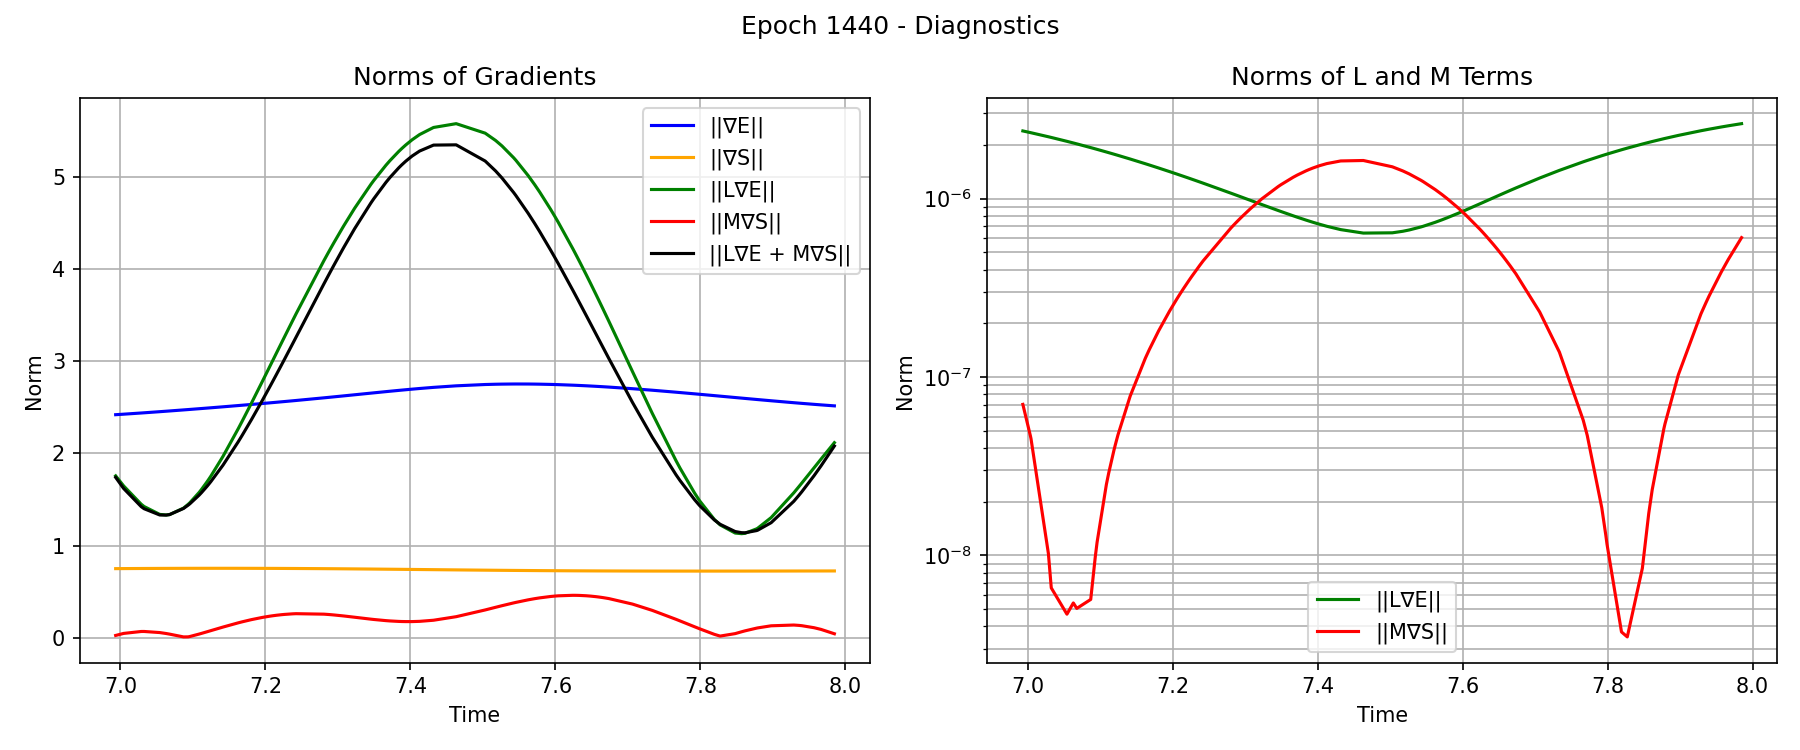 Epoch 1440 - Diagnostics
Norms of Gradients
||∇E||
||∇S||
||L∇E||
||M∇S||
||L∇E + M∇S||
Norm
5
4
3
2
1
0
7.0 7.2 7.4 7.6 7.8 8.0
Time
Norms of L and M Terms
Norm
10⁻⁶
10⁻⁷
10⁻⁸
||L∇E||
||M∇S||
7.0 7.2 7.4 7.6 7.8 8.0
Time